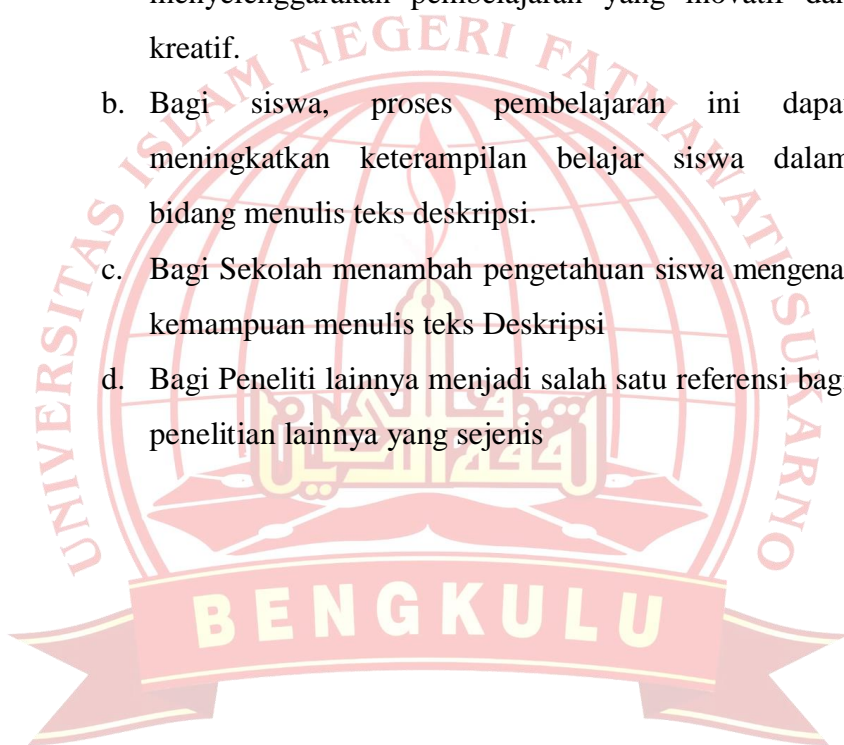 menyelenggarakan pembelajaran yang inovatif dan
kreatif.
b. Bagi siswa, proses pembelajaran ini dapa
meningkatkan keterampilan belajar siswa dalam
bidang menulis teks deskripsi.
c. Bagi Sekolah menambah pengetahuan siswa mengena
kemampuan menulis teks Deskripsi
d. Bagi Peneliti lainnya menjadi salah satu referensi bagi
penelitian lainnya yang sejenis
UNIVERSITAS ISLAM NEGERI FATMAWATI SUKARNO
BENGKULU